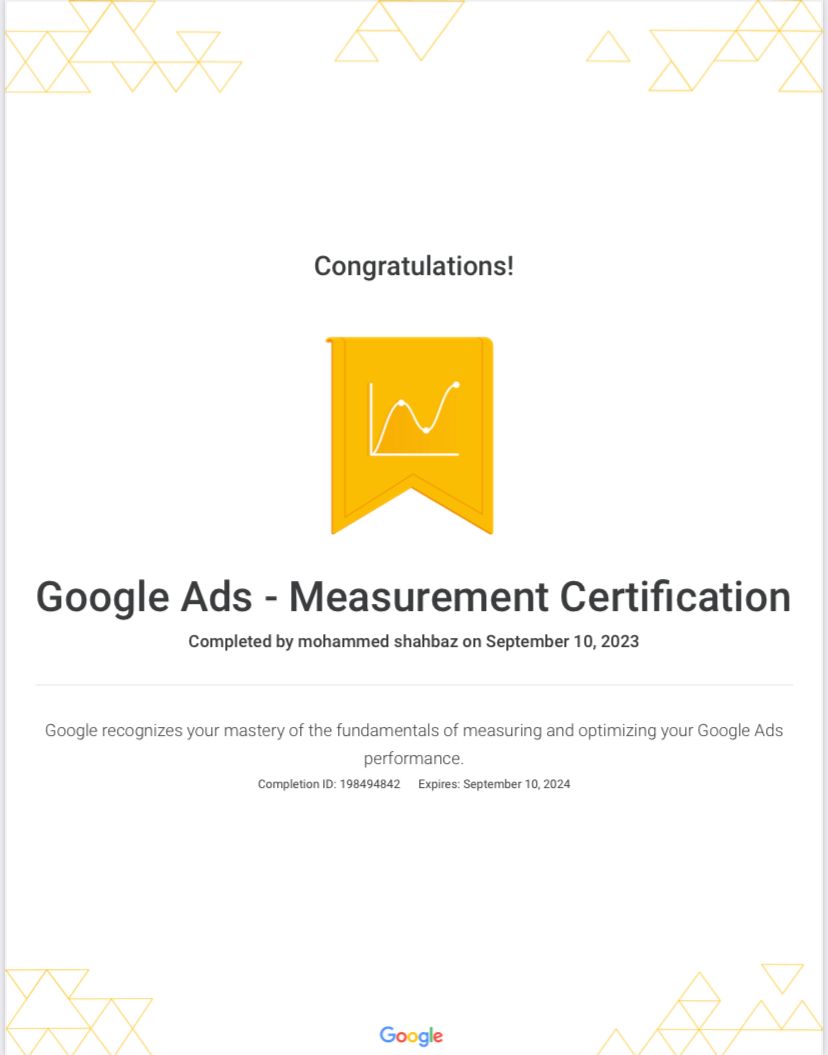 Congratulations!
Google Ads - Measurement Certification
Completed by mohammed shahbaz on September 10, 2023
Google recognizes your mastery of the fundamentals of measuring and optimizing your Google Ads
performance.
Completion ID: 198494842 Expires: September 10, 2024
Google